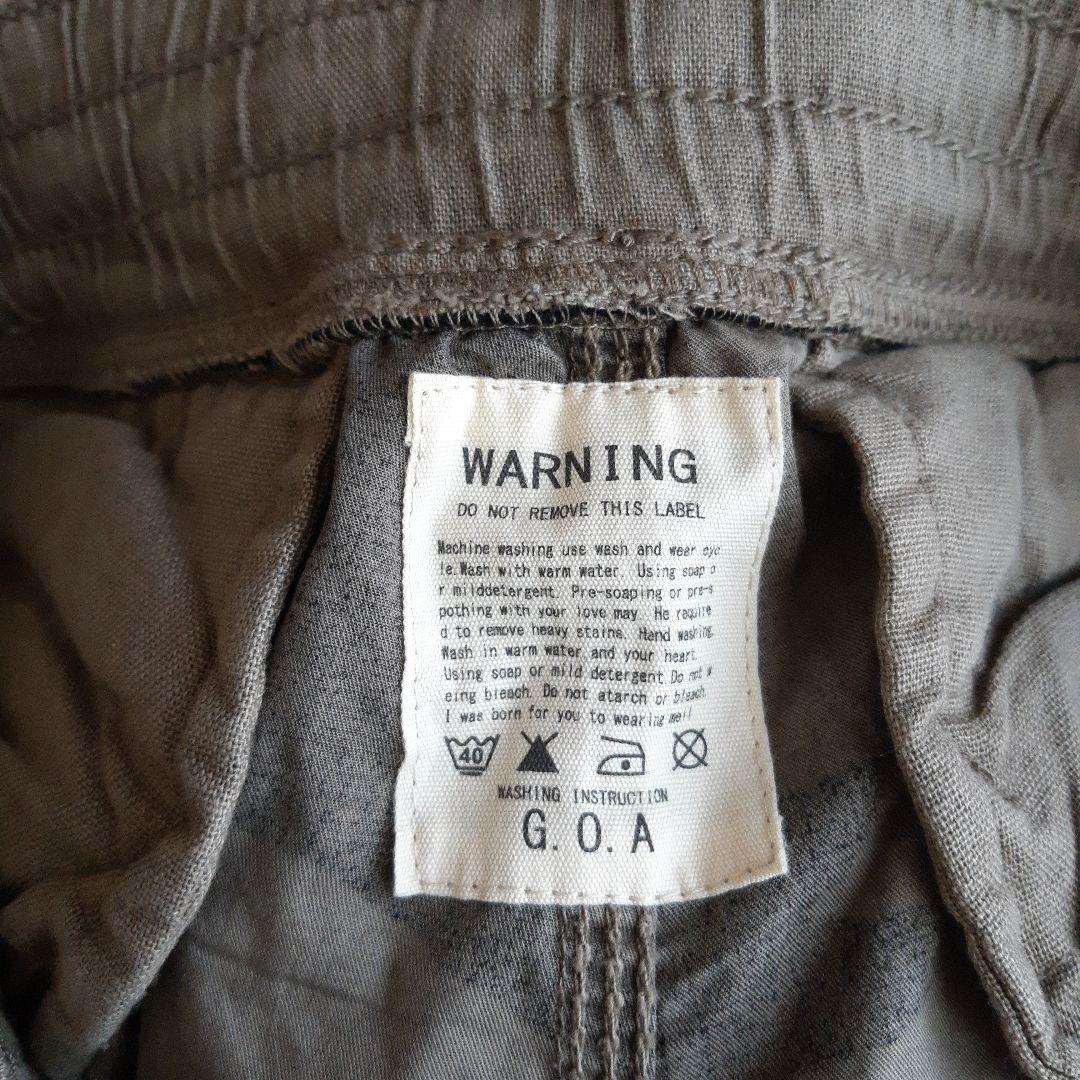 WARNING
DO NOT REMOVE THIS LABEL
Machine washing use wash and wear cyc
le.Wash with warm water. Using soap o
r milddetergent. Pre-soaping or pre-s
pothing with your love may. He require
d to remove heavy stains. Hand washing.
Wash in warm water and your heart.
Using soap or mild detergent.Do not w
eing bleach. Do not atarch or bleach.
I was born for you to wearing me!!
40
WASHING INSTRUCTION
G.O.A